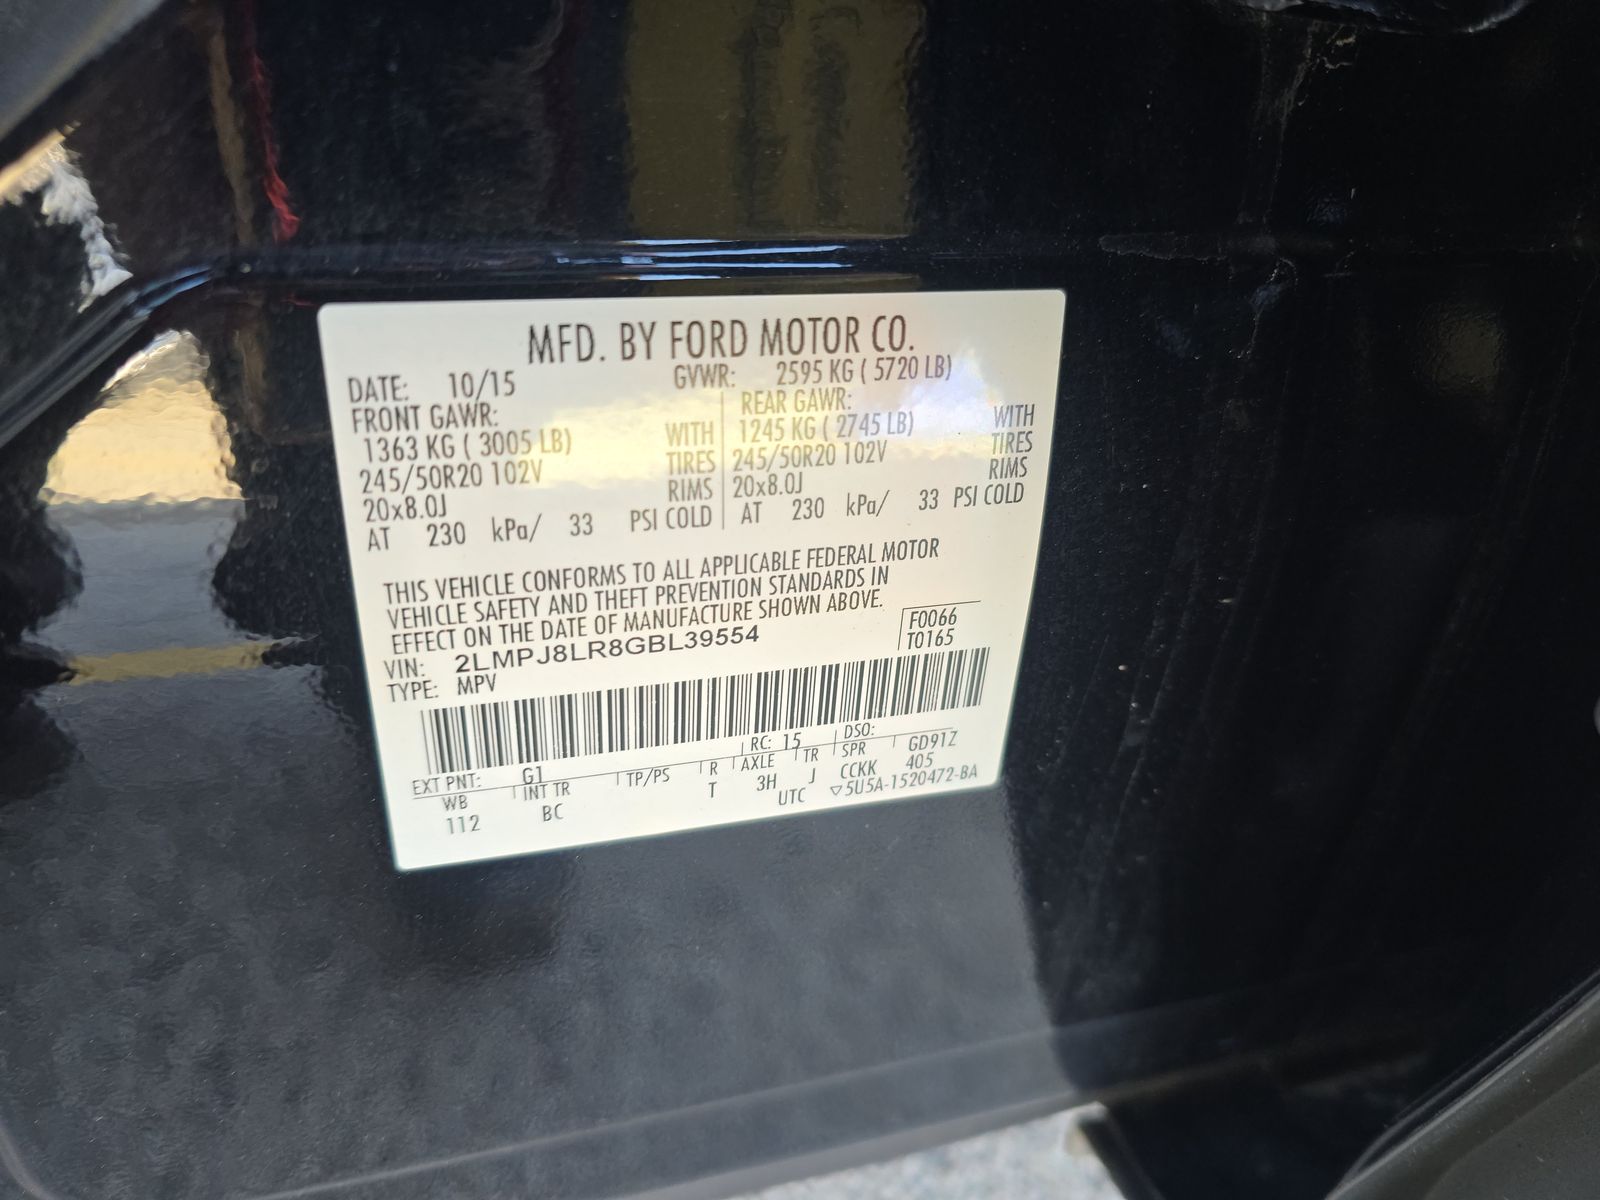 MFD. BY FORD MOTOR CO.
DATE: 10/15 GVWR: 2595 KG ( 5720 LB)
FRONT GAWR: REAR GAWR:
1363 KG ( 3005 LB) WITH 1245 KG ( 2745 LB) WITH
245/50R20 102V TIRES 245/50R20 102V TIRES
20x8.0J RIMS 20x8.0J RIMS
AT 230 kPa/ 33 PSI COLD AT 230 kPa/ 33 PSI COLD
THIS VEHICLE CONFORMS TO ALL APPLICABLE FEDERAL MOTOR
VEHICLE SAFETY AND THEFT PREVENTION STANDARDS IN
EFFECT ON THE DATE OF MANUFACTURE SHOWN ABOVE.
F0066
VIN: 2LMPJ8LR8GBL39554 T0165
TYPE: MPV
RC: 15 DSO:
EXT PNT: G1 GD91Z
WB INT TR TP/PS R AXLE TR SPR 405
112 BC T 3H J CCKK
UTC ▽5U5A-1520472-BA